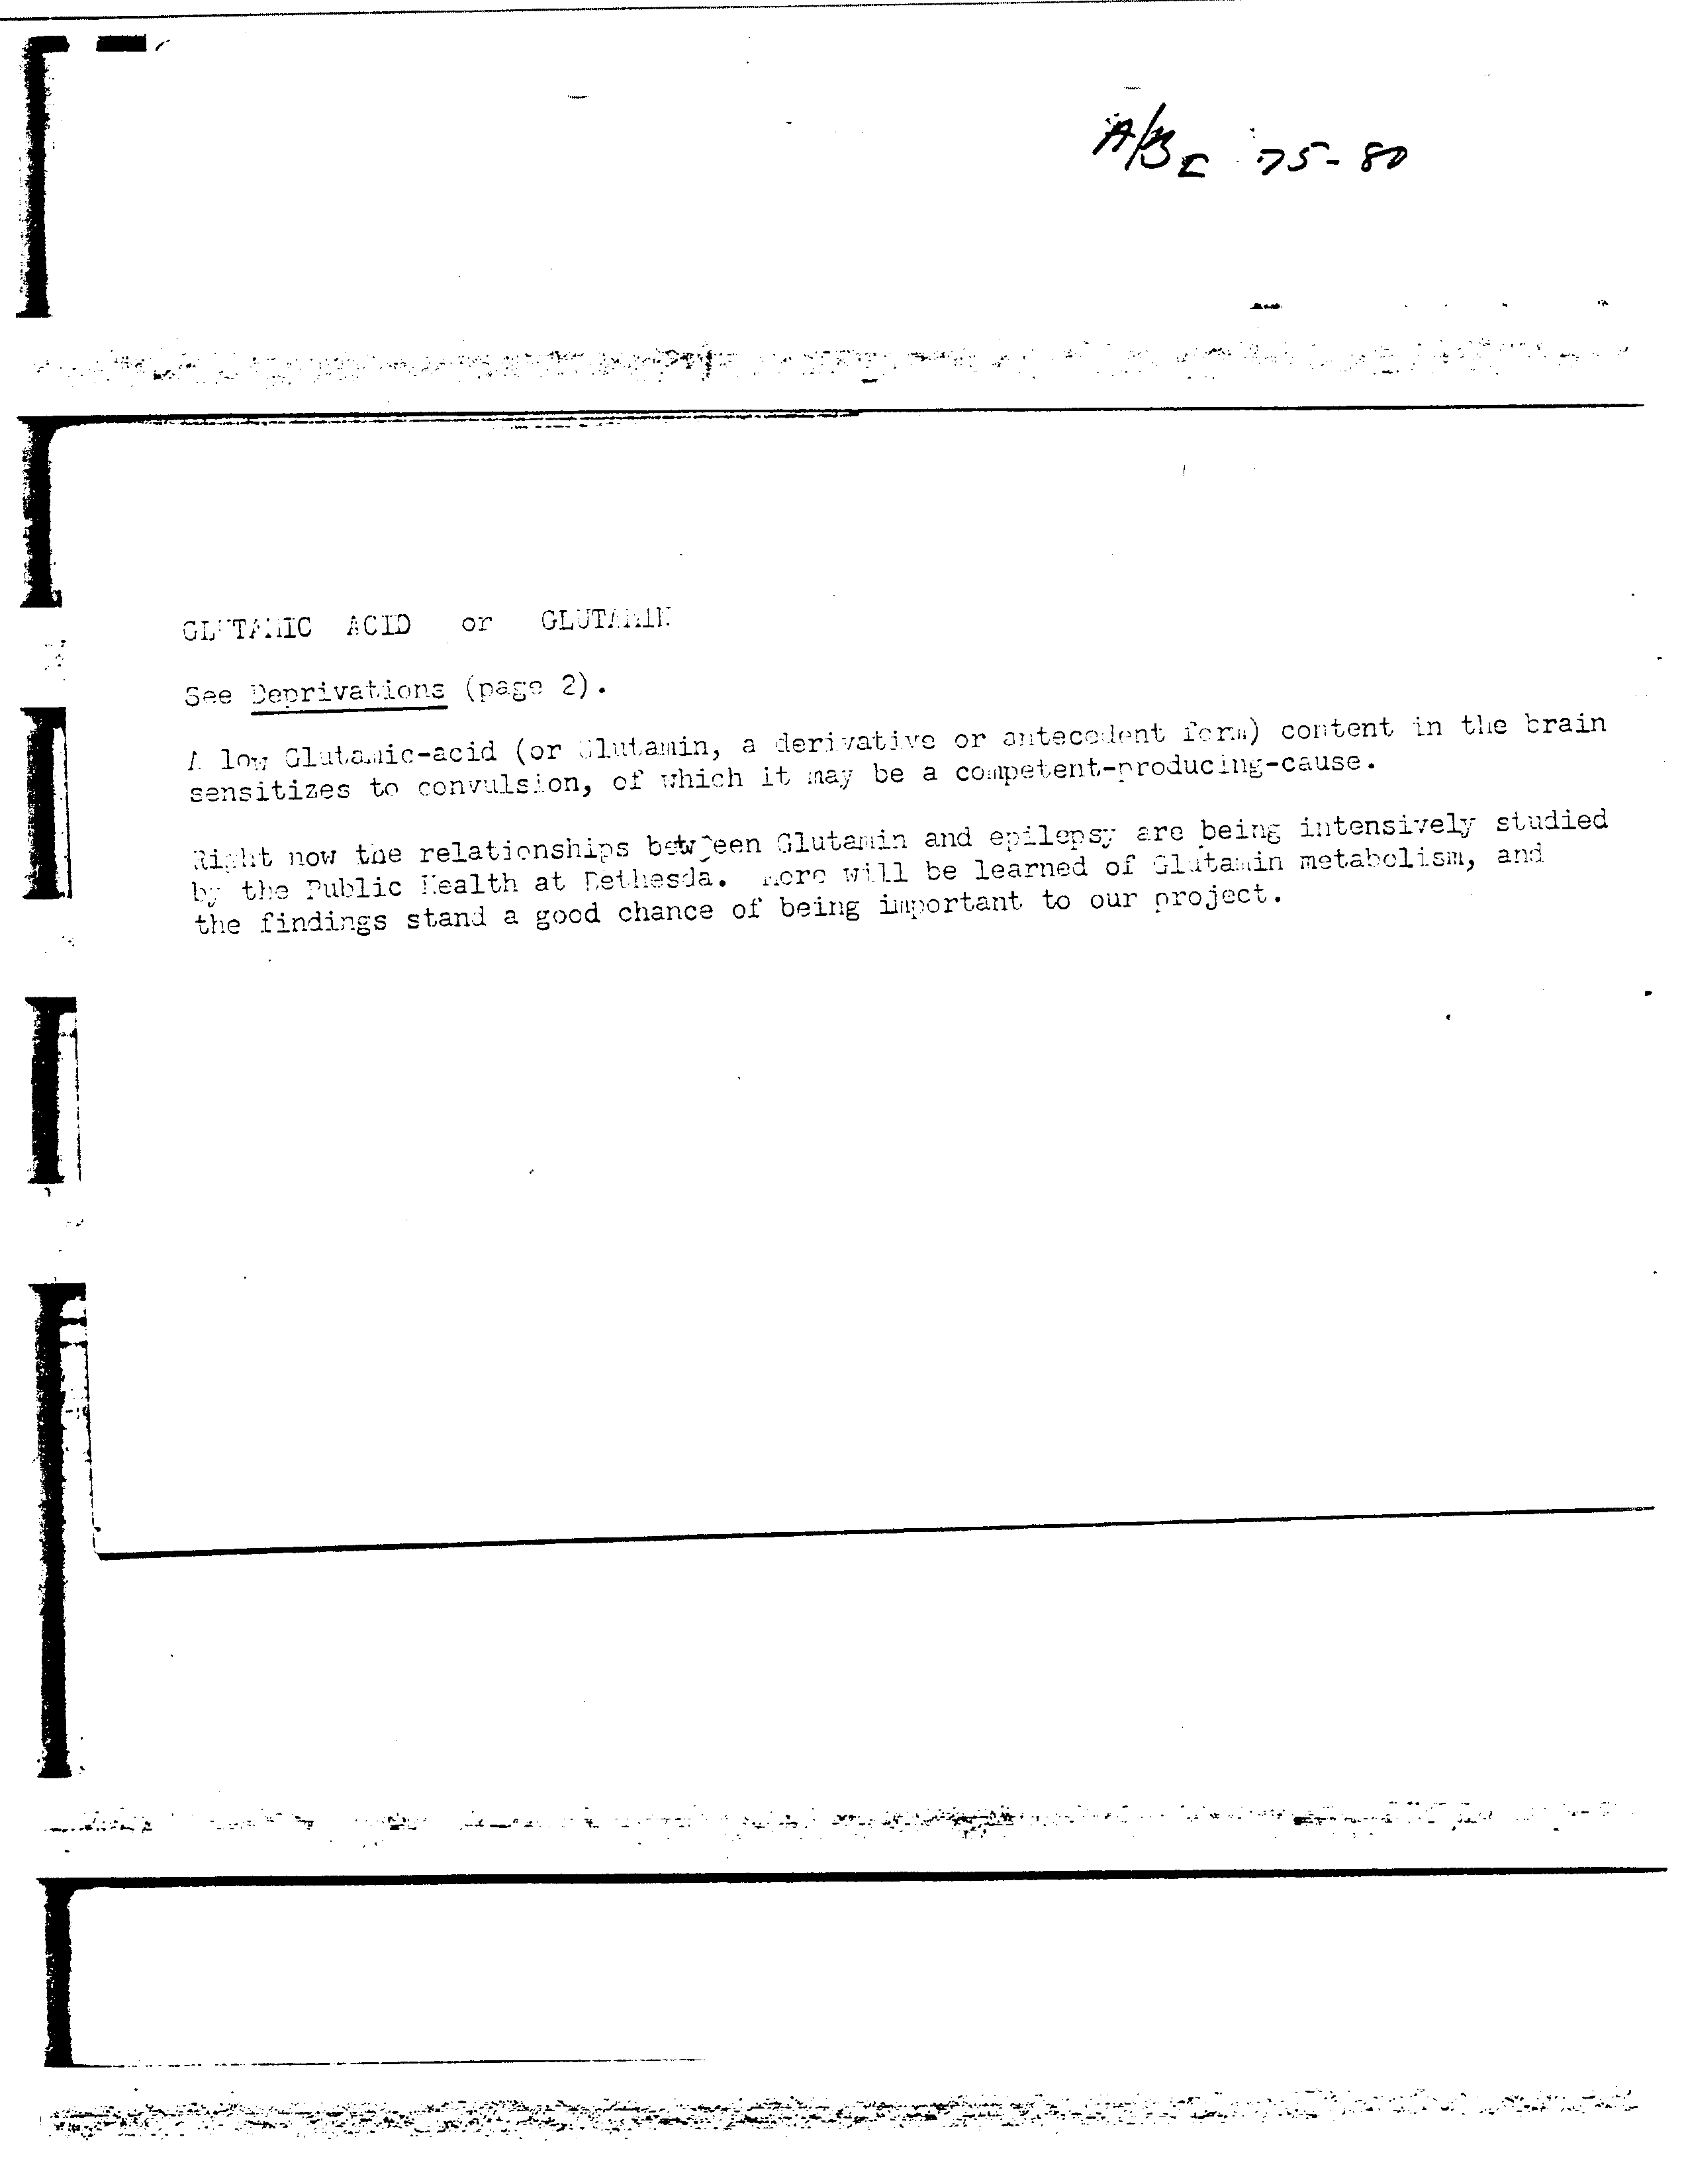 A/B C 75-80
GLUTAMIC ACID or GLUTAMIN
See Deprivations (page 2).
A low Glutamic-acid (or Glutamin, a derivative or antecedent form) content in the brain
sensitizes to convulsion, of which it may be a competent-producing-cause.
Right now the relationships between Glutamin and epilepsy are being intensively studied
by the Public Health at Bethesda. More will be learned of Glutamin metabolism, and
the findings stand a good chance of being important to our project.